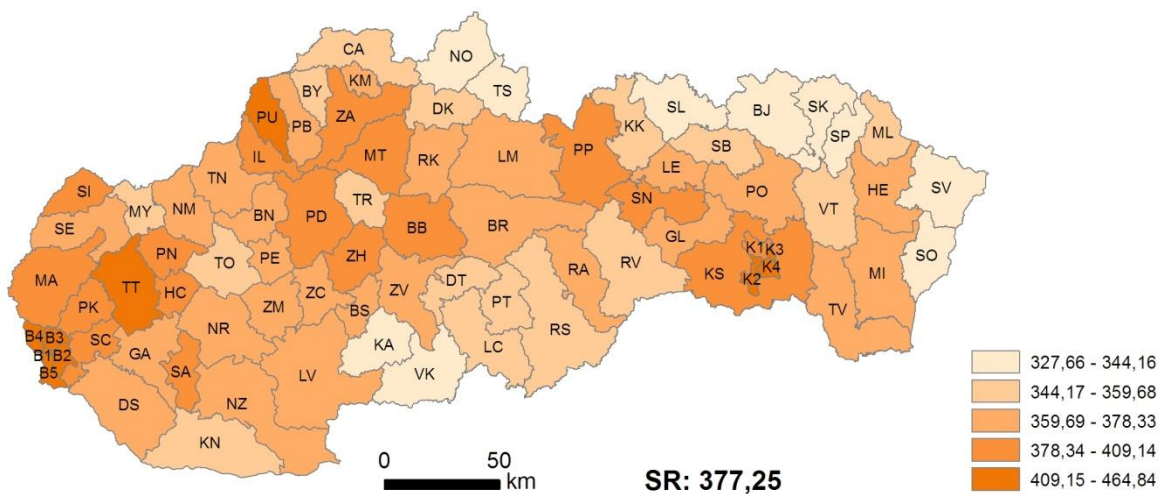 CA
NO
BY
KM
TS
PU
PB
ZA
DK
SL
BJ
SK
KK
SP
ML
IL
MT
RK
LM
PP
SB
LE
TN
SN
PO
HE
SV
SI
MY
NM
BN
PD
TR
VT
SE
BB
BR
GL
TO
PE
ZH
K1
K3
SO
MA
PN
K4
KS
K2
TT
HC
ZM
ZC
ZV
DT
RA
RV
MI
PK
BS
PT
TV
B4
B3
SC
NR
B1
B2
GA
KA
LC
RS
B5
SA
LV
VK
DS
NZ
KN
327,66 - 344,16
344,17 - 359,68
359,69 - 378,33
378,34 - 409,14
409,15 - 464,84
0 50
km
SR: 377,25